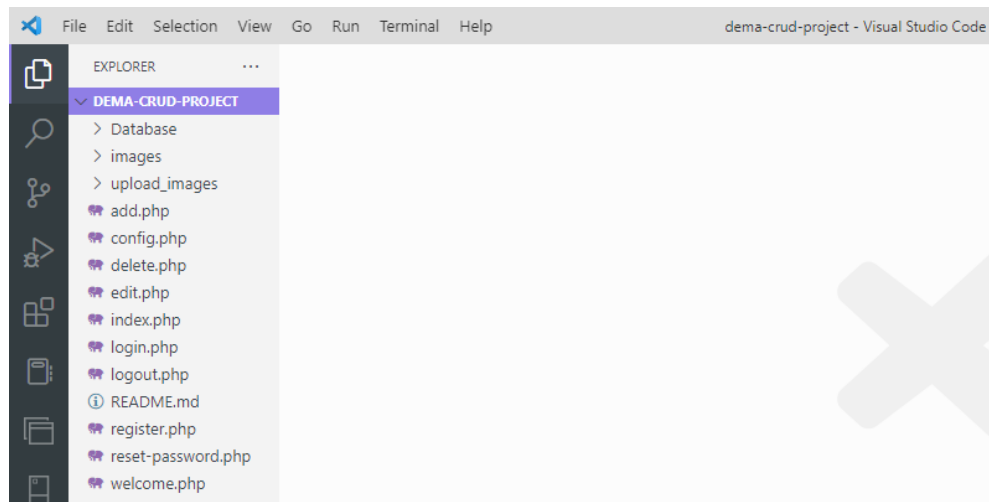 File Edit Selection View Go Run Terminal Help dema-crud-project - Visual Studio Code
EXPLORER ...
DEMA-CRUD-PROJECT
Database
images
upload_images
add.php
config.php
delete.php
edit.php
index.php
login.php
logout.php
README.md
register.php
reset-password.php
welcome.php